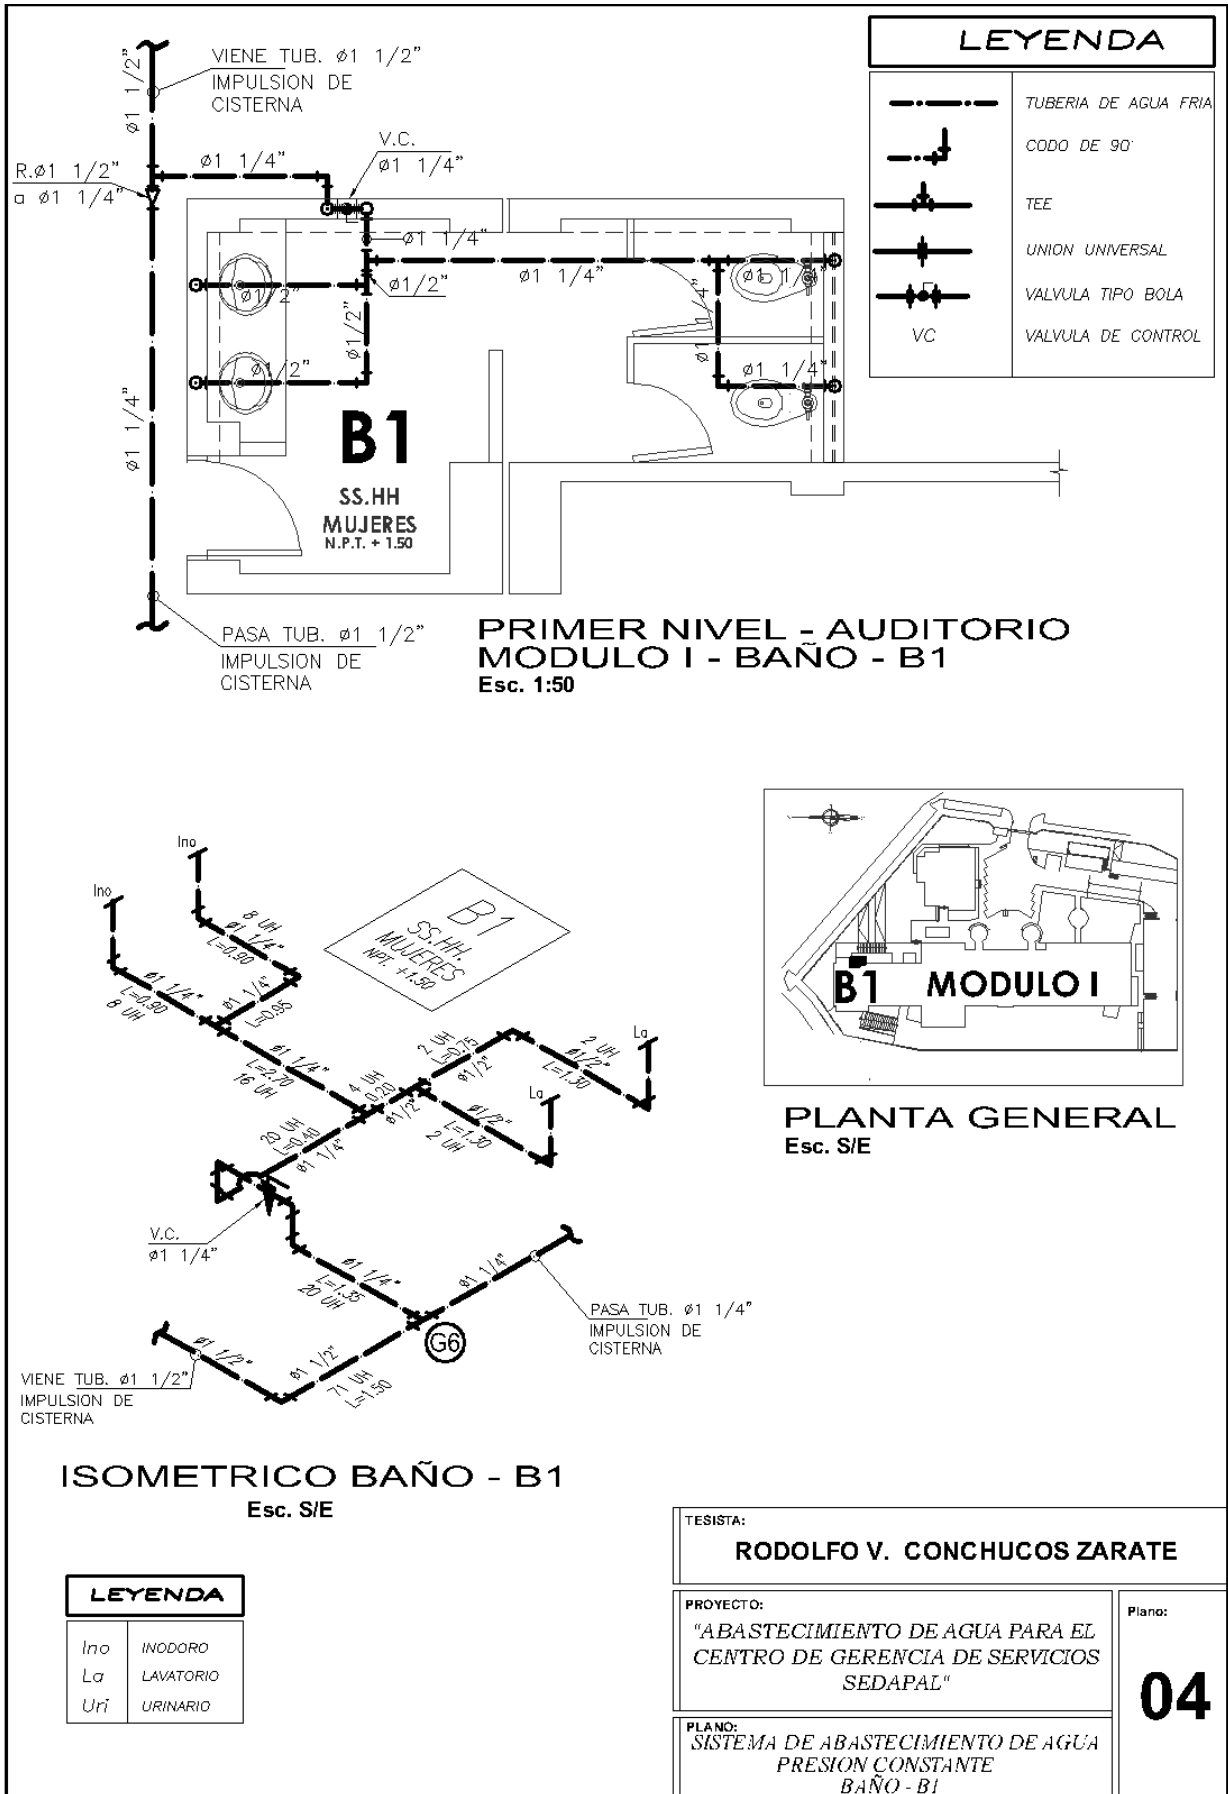 VIENE TUB. ø1 1/2"
IMPULSION DE
CISTERNA
ø1 1/2"
V.C.
ø1 1/4"
ø1 1/4"
R.ø1 1/2"
a ø1 1/4"
ø1 1/4"
ø1 1/4"
ø1 1/4"
ø1/2"
ø1/2"
ø1/2"
ø1/2"
ø1 1/4"
ø1 1/4"
ø1 1/4"
B1
SS.HH
MUJERES
N.P.T. + 1.50
PASA TUB. ø1 1/2"
IMPULSION DE
CISTERNA
PRIMER NIVEL - AUDITORIO
MODULO I - BAÑO - B1
Esc. 1:50
LEYENDA
TUBERIA DE AGUA FRIA
CODO DE 90°
TEE
UNION UNIVERSAL
VALVULA TIPO BOLA
VC VALVULA DE CONTROL
Ino
Ino
8 UH
ø1 1/4"
L=0.90
ø1 1/4"
L=0.90
8 UH
ø1 1/4"
L=0.95
B1
SS.HH.
MUJERES
NPT. +1.50
ø1 1/4"
L=2.70
16 UH
2 UH
L=0.75
ø1/2"
2 UH
ø1/2"
L=1.30
La
4 UH
0.20
ø1/2"
ø1/2"
L=1.30
2 UH
La
20 UH
L=0.40
ø1 1/4"
V.C.
ø1 1/4"
ø1 1/4"
L=1.35
20 UH
ø1 1/4"
PASA TUB. ø1 1/4"
IMPULSION DE
CISTERNA
G6
ø1 1/2"
ø1 1/2"
71 UH
L=1.50
VIENE TUB. ø1 1/2"
IMPULSION DE
CISTERNA
ISOMETRICO BAÑO - B1
Esc. S/E
B1
MODULO I
PLANTA GENERAL
Esc. S/E
LEYENDA
Ino INODORO
La LAVATORIO
Uri URINARIO
TESISTA:
RODOLFO V. CONCHUCOS ZARATE
PROYECTO:
"ABASTECIMIENTO DE AGUA PARA EL
CENTRO DE GERENCIA DE SERVICIOS
SEDAPAL"
Plano:
04
PLANO:
SISTEMA DE ABASTECIMIENTO DE AGUA
PRESION CONSTANTE
BAÑO - B1